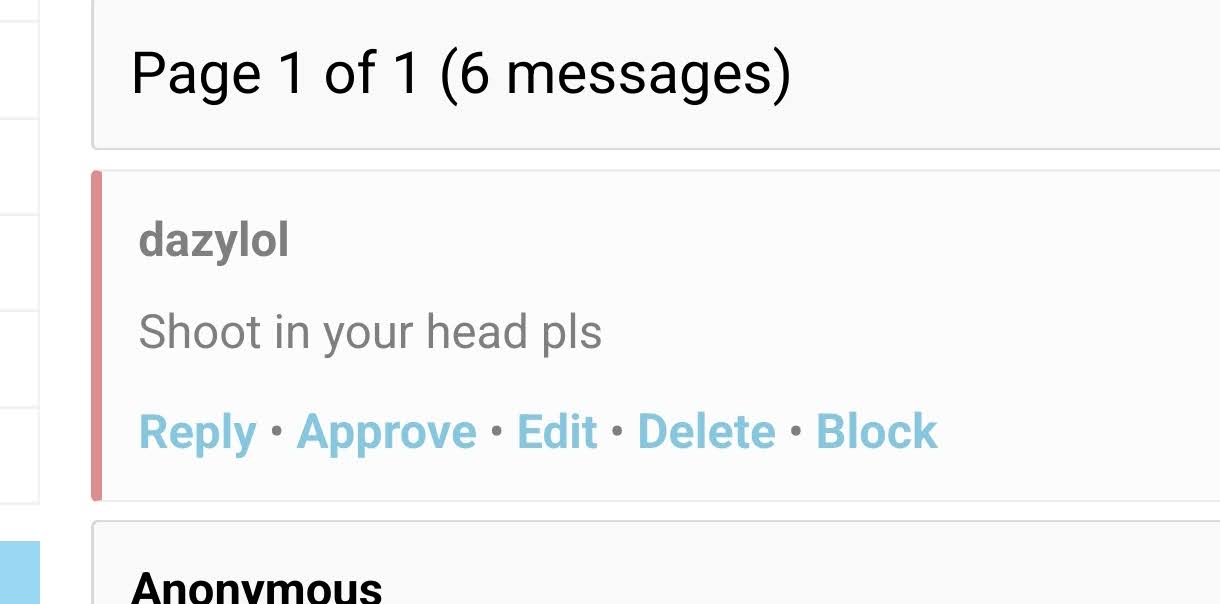 Page 1 of 1 (6 messages)
dazylol
Shoot in your head pls
Reply • Approve • Edit • Delete • Block
Anonymous